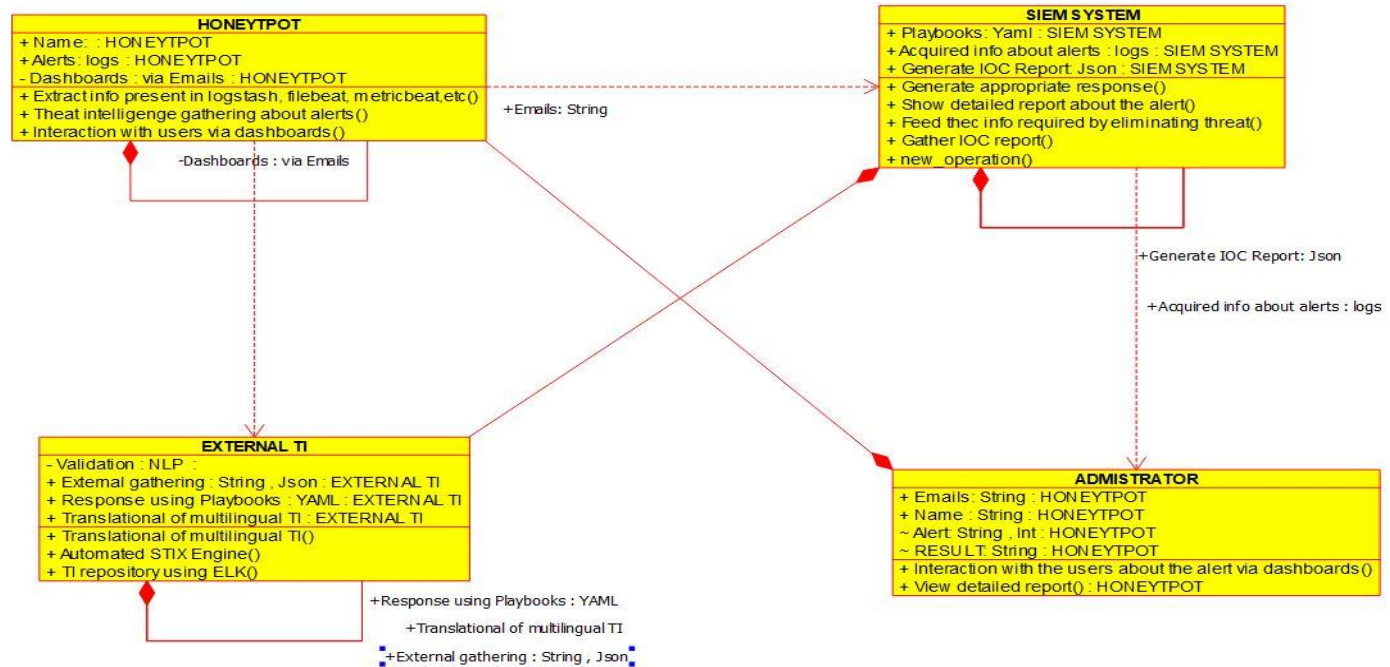 HONEYTPOT
+ Name: : HONEYTPOT
+ Alerts: logs : HONEYTPOT
- Dashboards : via Emails : HONEYTPOT
+ Extract info present in logstash, filebeat, metricbeat,etc()
+ Theat intelligenge gathering about alerts()
+ Interaction with users via dashboards()
-Dashboards : via Emails
+Emails: String
SIEM SYSTEM
+ Playbooks: Yaml : SIEM SYSTEM
+Acquired info about alerts : logs : SIEM SYSTEM
+ Generate IOC Report: Json : SIEM SYSTEM
+ Generate appropriate response()
+ Show detailed report about the alert()
+ Feed thec info required by eliminating threat()
+ Gather IOC report()
+ new_operation()
+Generate IOC Report: Json
+Acquired info about alerts : logs
EXTERNAL TI
- Validation : NLP :
+ External gathering : String , Json : EXTERNAL TI
+ Response using Playbooks : YAML : EXTERNAL TI
+ Translational of multilingual TI : EXTERNAL TI
+ Translational of multilingual TI()
+ Automated STIX Engine()
+ TI repository using ELK()
+Response using Playbooks : YAML
+Translational of multilingual TI
+External gathering : String , Json
ADMISTRATOR
+ Emails: String : HONEYTPOT
+ Name : String : HONEYTPOT
~ Alert: String , Int : HONEYTPOT
~ RESULT: String : HONEYTPOT
+ Interaction with the users about the alert via dashboards()
+ View detailed report() : HONEYTPOT